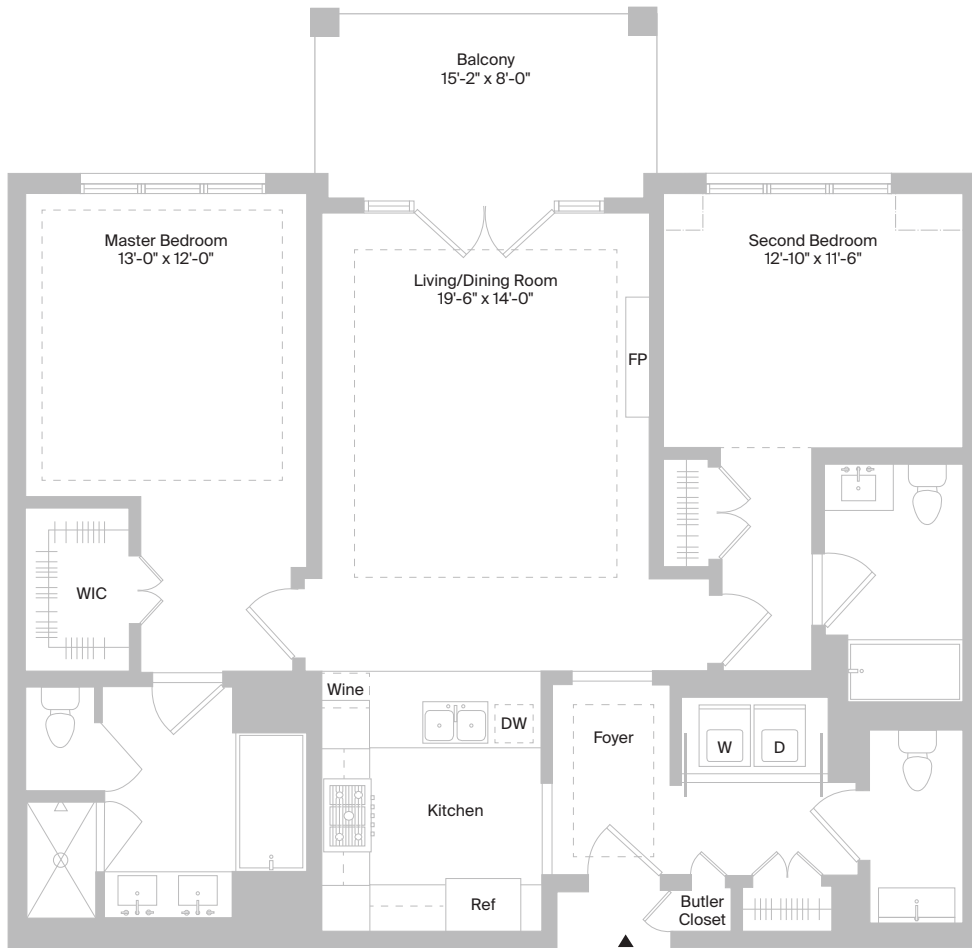 Balcony
15'-2" x 8'-0"
Master Bedroom
13'-0" x 12'-0"
Second Bedroom
12'-10" x 11'-6"
Living/Dining Room
19'-6" x 14'-0"
FP
WIC
Wine
DW
Foyer
W
D
Kitchen
Ref
Butler
Closet